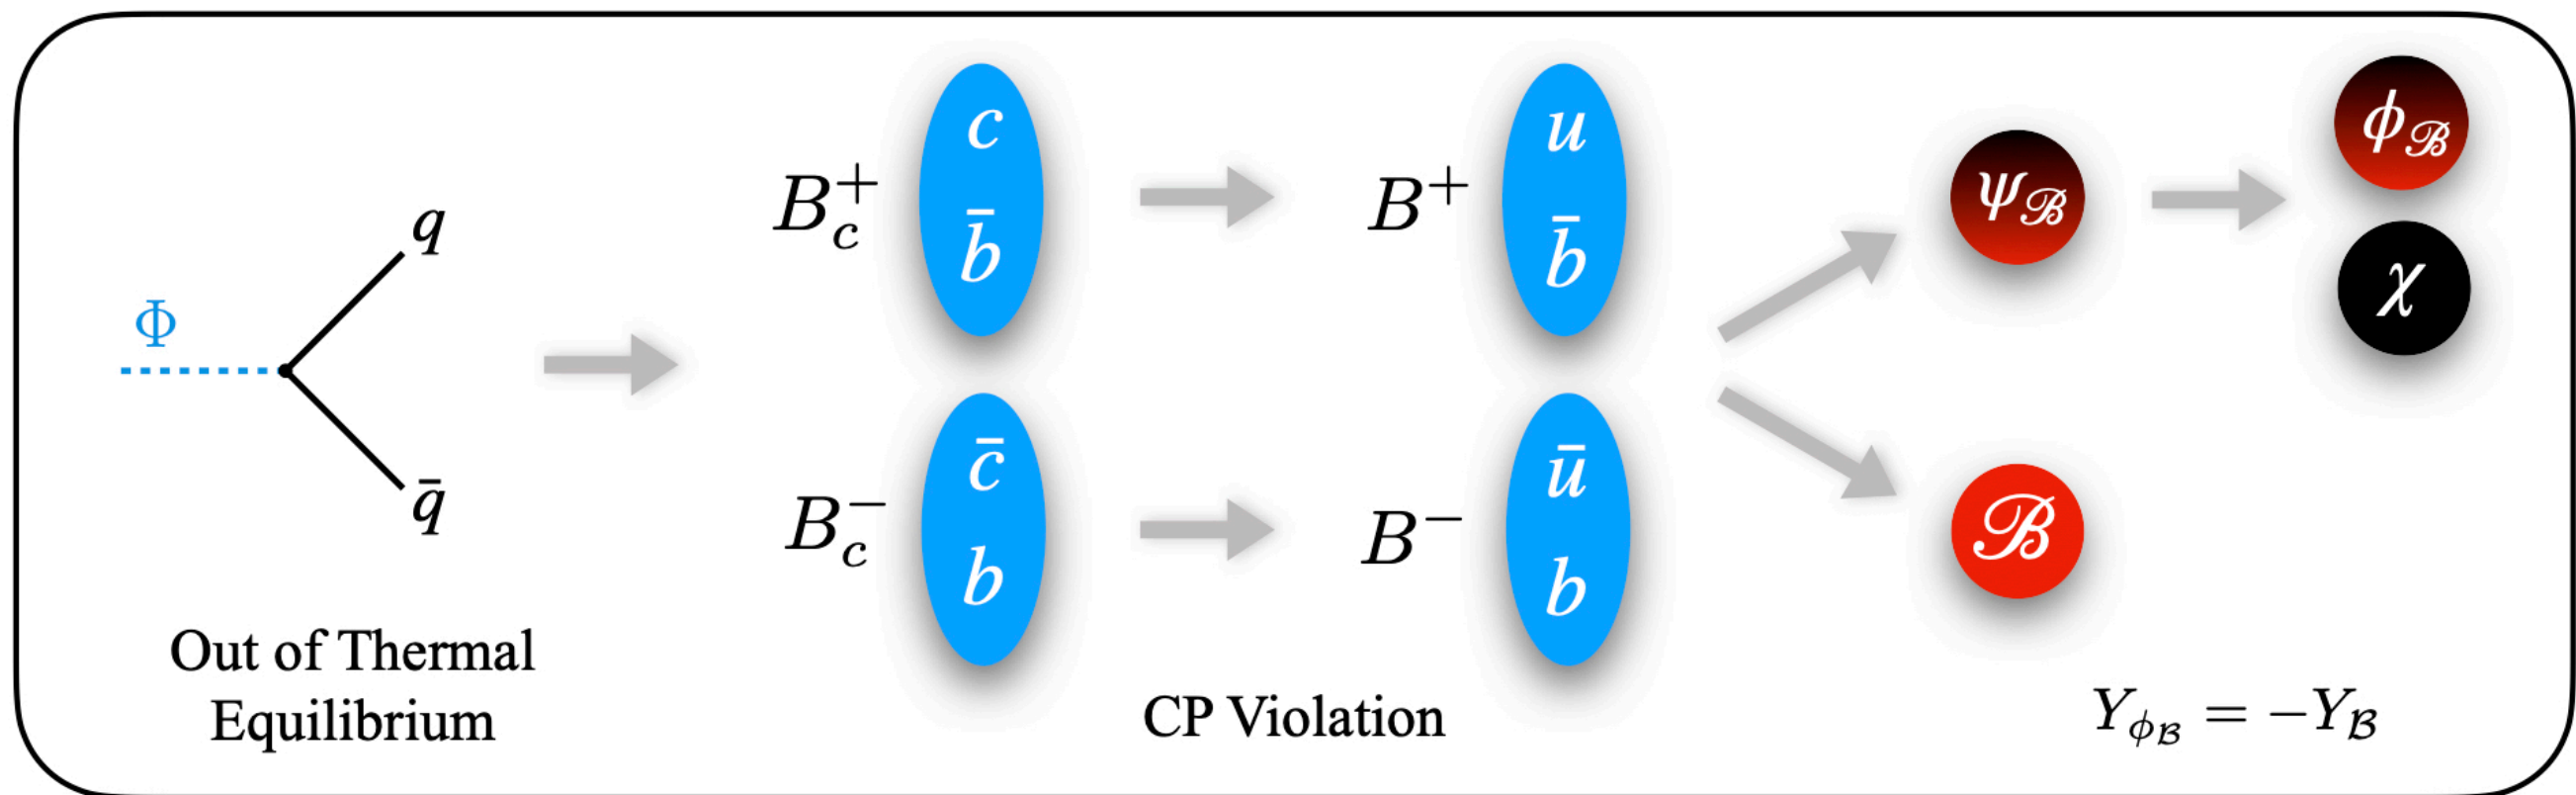 Φ
q
q̄
Out of Thermal
Equilibrium
B_c^+
c
b̄
B_c^-
c̄
b
B^+
u
b̄
B^-
ū
b
CP Violation
ψ_ℬ
ℬ
ϕ_ℬ
χ
Y_{ϕ_ℬ} = −Y_ℬ